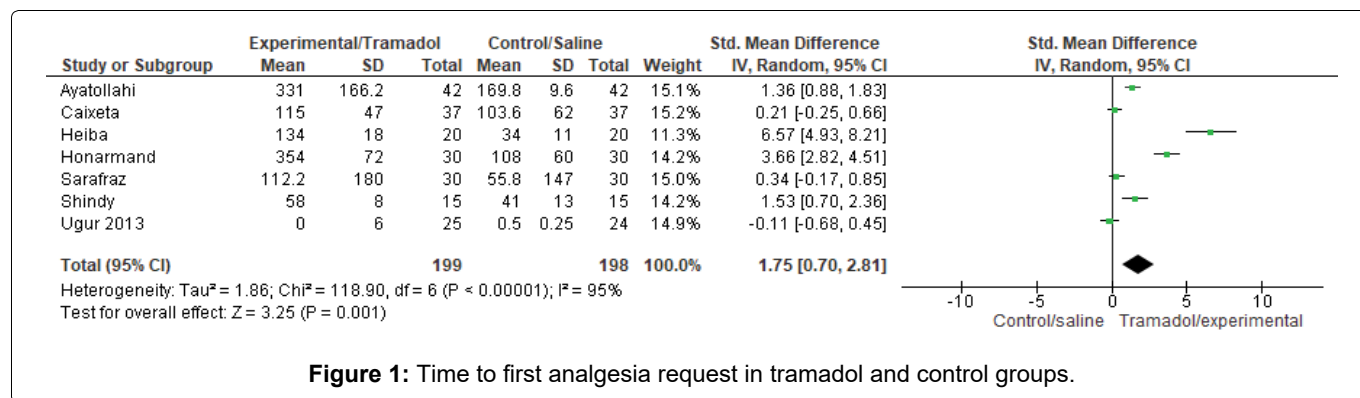 Experimental/Tramadol Control/Saline Std. Mean Difference Std. Mean Difference
Study or Subgroup Mean SD Total Mean SD Total Weight IV, Random, 95% CI IV, Random, 95% CI
Ayatollahi 331 166.2 42 169.8 9.6 42 15.1% 1.36 [0.88, 1.83]
Caixeta 115 47 37 103.6 62 37 15.2% 0.21 [-0.25, 0.66]
Heiba 134 18 20 34 11 20 11.3% 6.57 [4.93, 8.21]
Honarmand 354 72 30 108 60 30 14.2% 3.66 [2.82, 4.51]
Sarafraz 112.2 180 30 55.8 147 30 15.0% 0.34 [-0.17, 0.85]
Shindy 58 8 15 41 13 15 14.2% 1.53 [0.70, 2.36]
Ugur 2013 0 6 25 0.5 0.25 24 14.9% -0.11 [-0.68, 0.45]
Total (95% CI) 199 198 100.0% 1.75 [0.70, 2.81]
Heterogeneity: Tau² = 1.86; Chi² = 118.90, df = 6 (P < 0.00001); I² = 95%
Test for overall effect: Z = 3.25 (P = 0.001)
-10 -5 0 5 10
Control/saline Tramadol/experimental
Figure 1: Time to first analgesia request in tramadol and control groups.